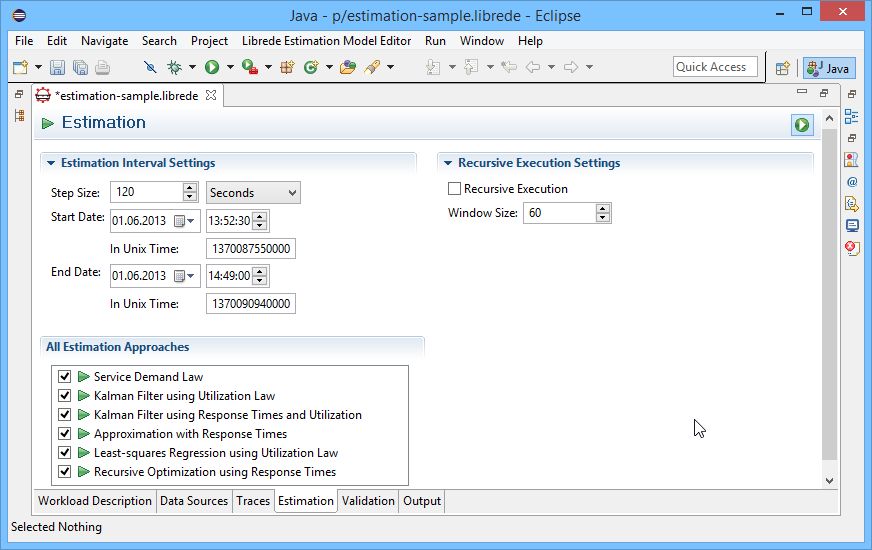 Java - p/estimation-sample.librede - Eclipse
File Edit Navigate Search Project Librede Estimation Model Editor Run Window Help
Quick Access Java
*estimation-sample.librede
Estimation
Estimation Interval Settings
Step Size: 120 Seconds
Start Date: 01.06.2013 13:52:30
In Unix Time: 1370087550000
End Date: 01.06.2013 14:49:00
In Unix Time: 1370090940000
Recursive Execution Settings
Recursive Execution
Window Size: 60
All Estimation Approaches
Service Demand Law
Kalman Filter using Utilization Law
Kalman Filter using Response Times and Utilization
Approximation with Response Times
Least-squares Regression using Utilization Law
Recursive Optimization using Response Times
Workload Description Data Sources Traces Estimation Validation Output
Selected Nothing